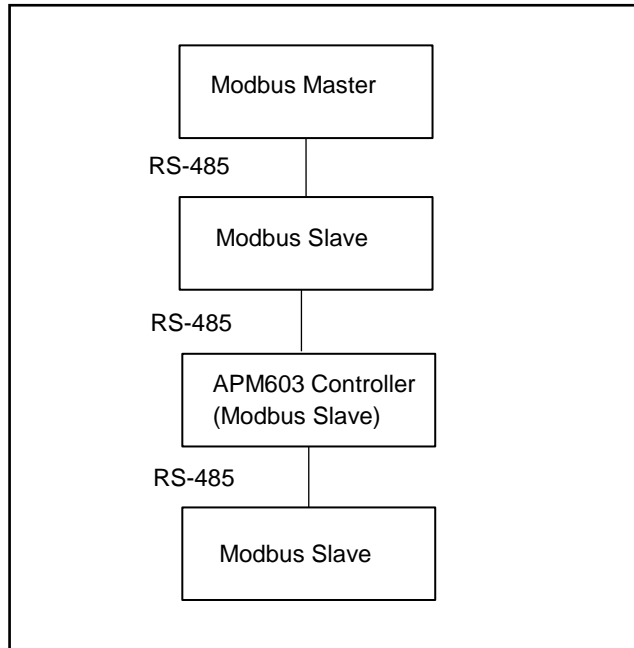 Modbus Master
RS-485
Modbus Slave
RS-485
APM603 Controller
(Modbus Slave)
RS-485
Modbus Slave